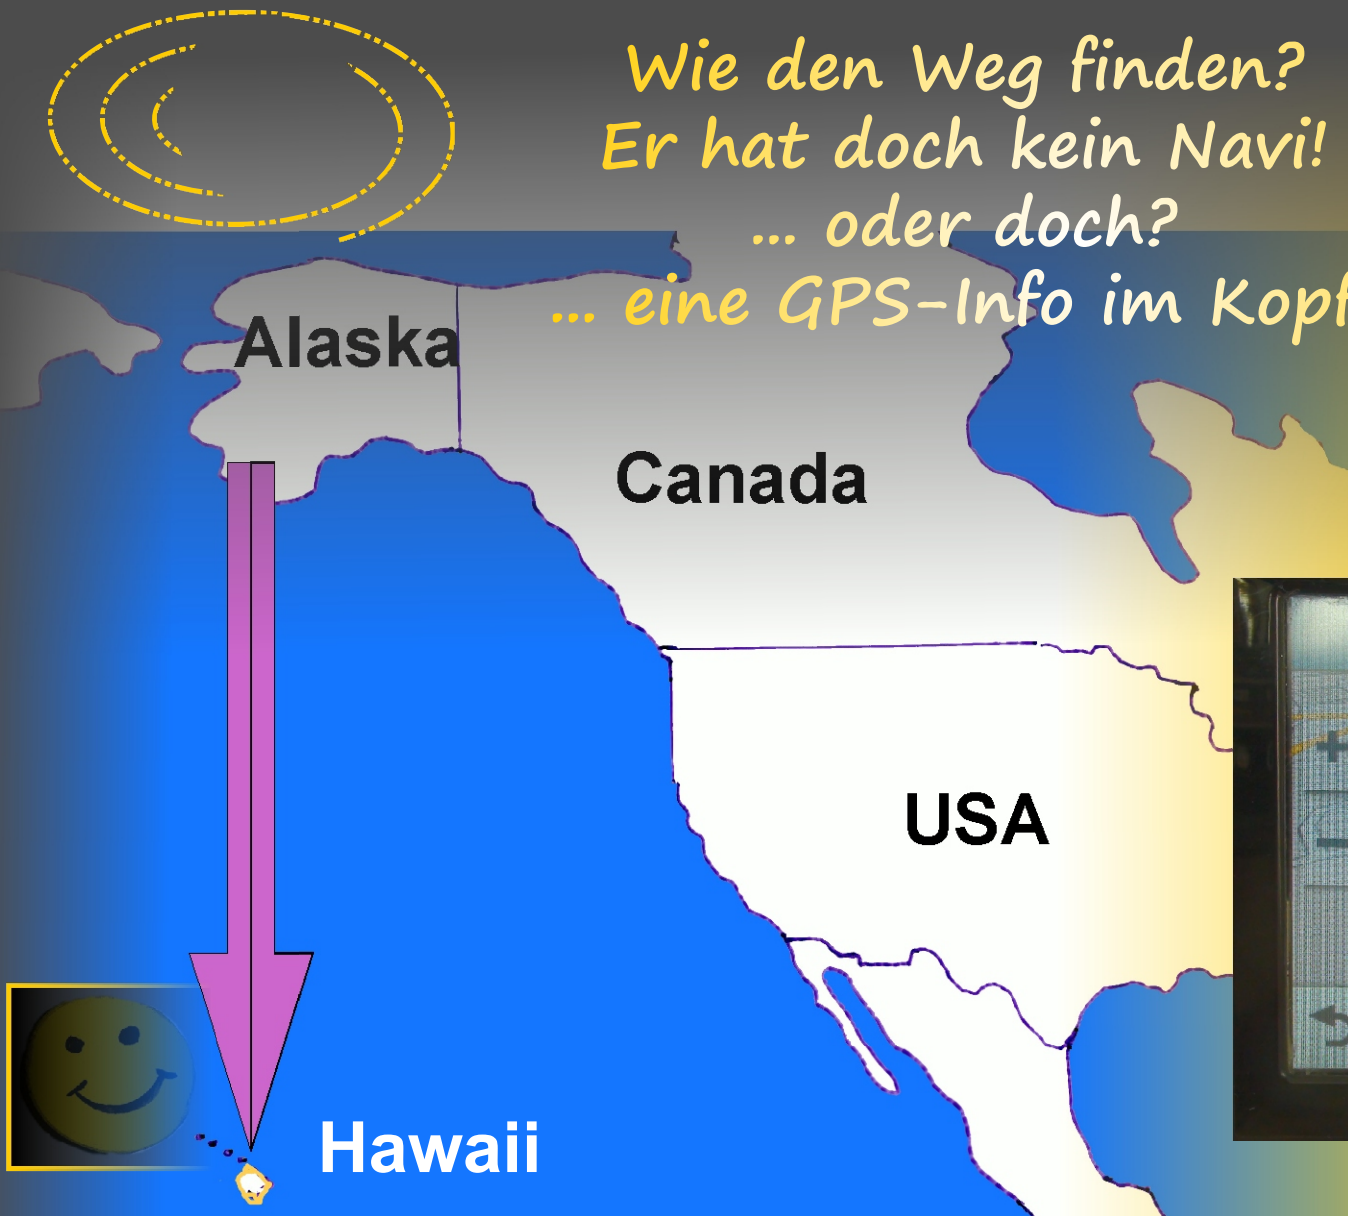 Wie den Weg finden?
Er hat doch kein Navi!
... oder doch?
... eine GPS-Info im Kopf
Alaska
Canada
USA
Hawaii